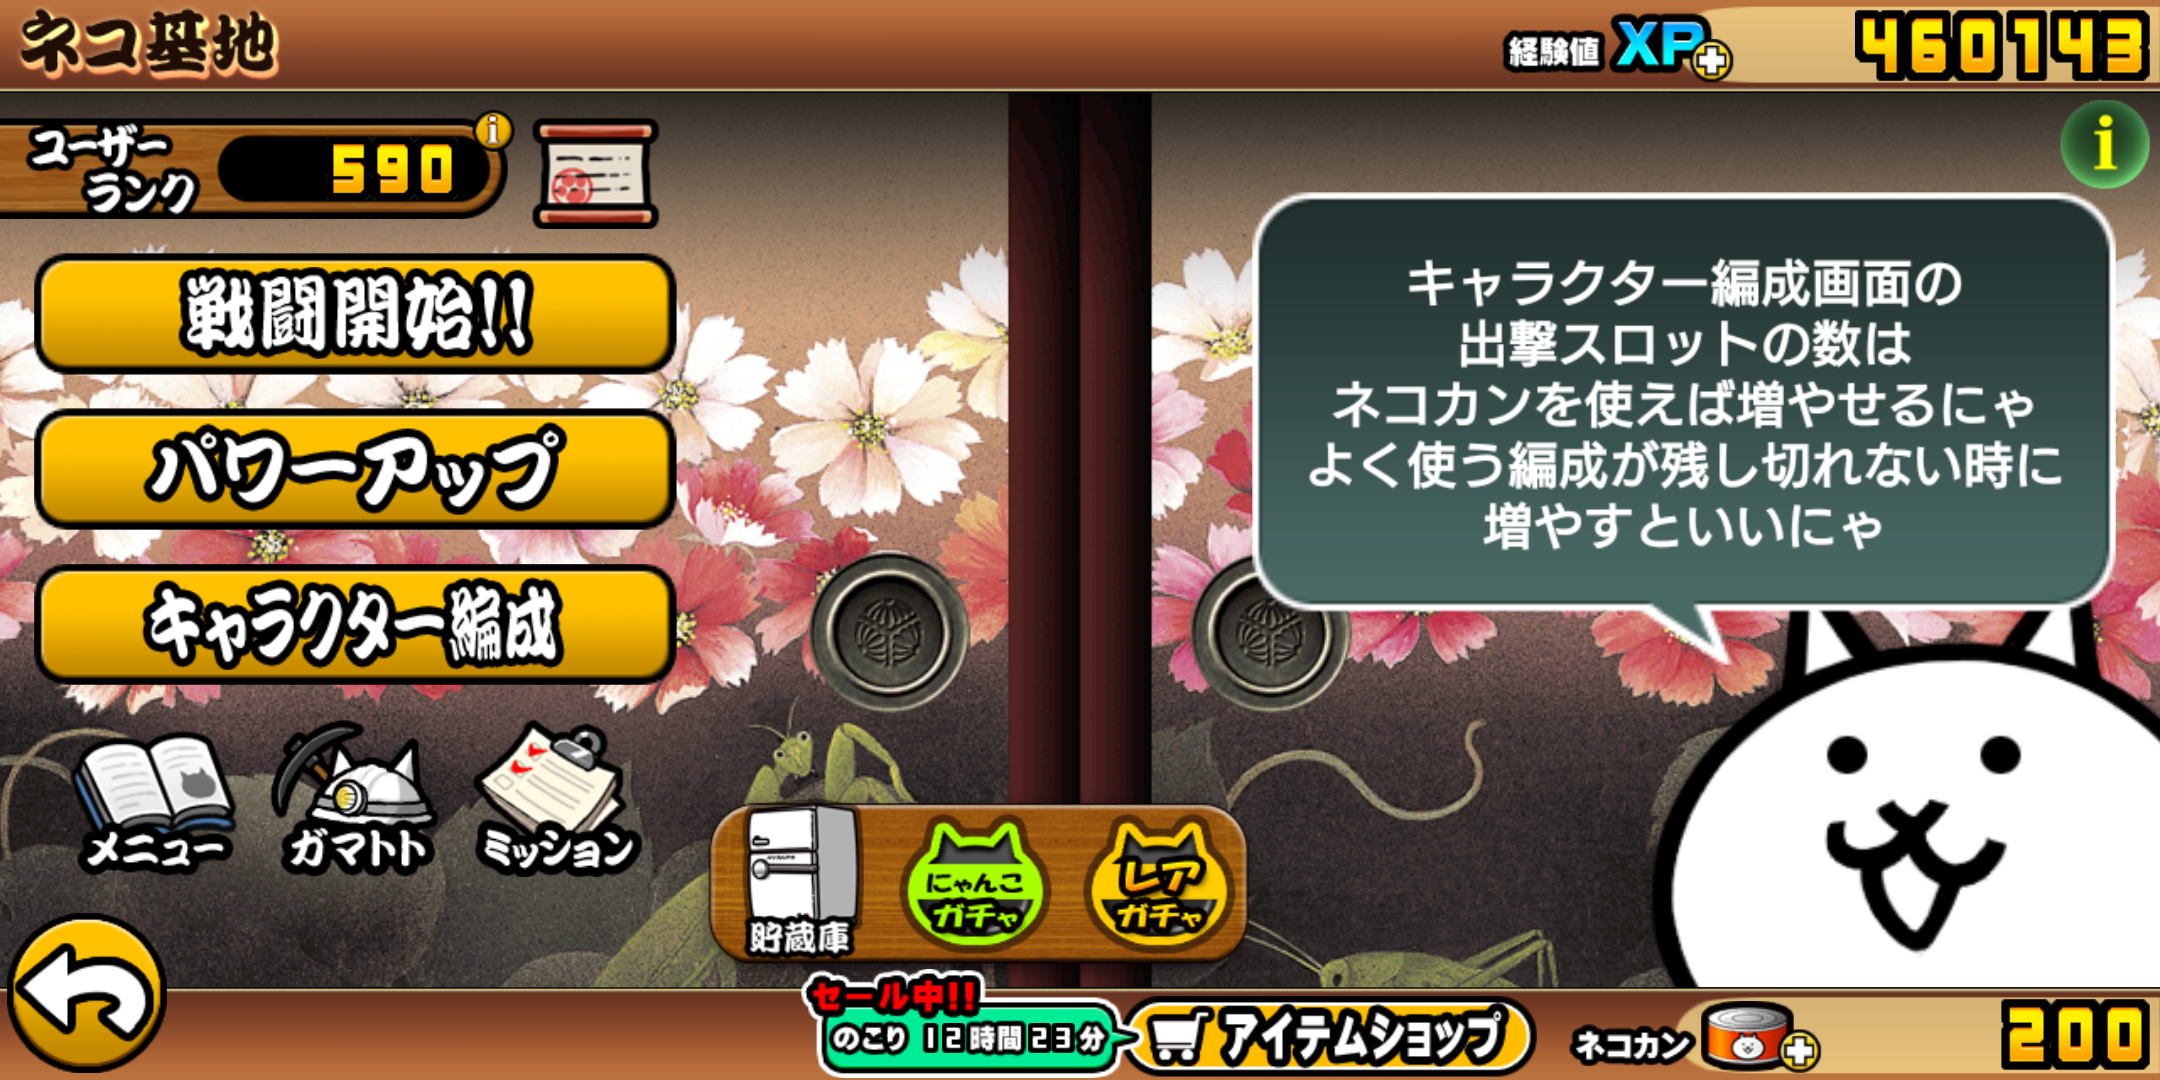 ネコ基地
経験値 XP 460143
ユーザー
ランク
590
i
i
戦闘開始!!
パワーアップ
キャラクター編成
キャラクター編成画面の
出撃スロットの数は
ネコカンを使えば増やせるにゃ
よく使う編成が残し切れない時に
増やすといいにゃ
メニュー
ガマトト
ミッション
貯蔵庫
にゃんこ
ガチャ
レア
ガチャ
セール中!!
のこり 12時間23分
アイテムショップ
ネコカン
200